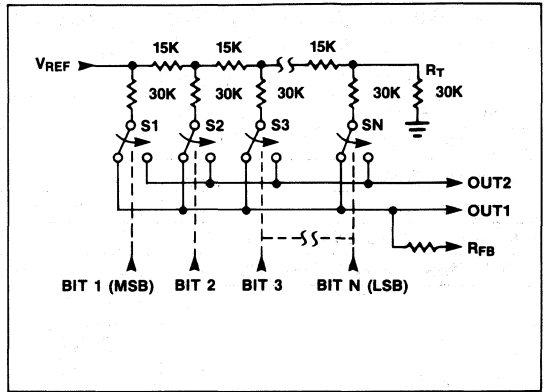 15K 15K 15K
VREF
RT
30K 30K 30K 30K 30K
S1 S2 S3 SN
OUT2
OUT1
RFB
BIT 1 (MSB) BIT 2 BIT 3 BIT N (LSB)